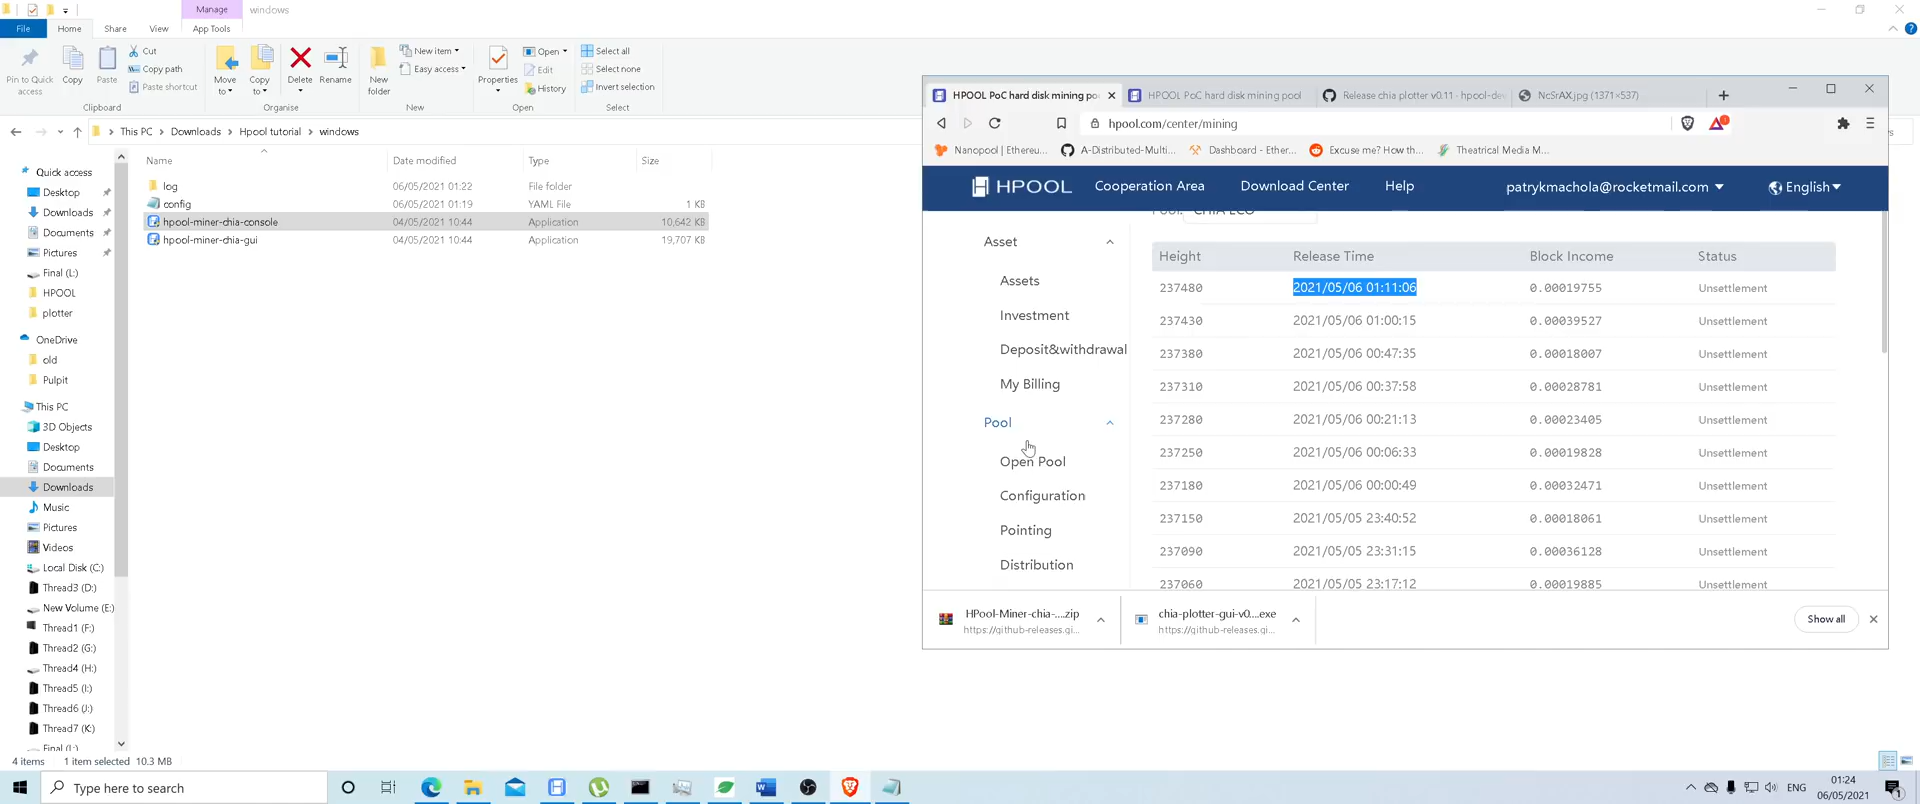 Manage
windows
File
Home
Share
View
App Tools
Pin to Quick access
Copy
Paste
Cut
Copy path
Paste shortcut
Clipboard
Move to
Copy to
Delete
Rename
Organise
New folder
New item
Easy access
New
Properties
Open
Edit
History
Open
Select all
Select none
Invert selection
Select
This PC
Downloads
Hpool tutorial
windows
Name
Date modified
Type
Size
log
06/05/2021 01:22
File folder
config
06/05/2021 01:19
YAML File
1 KB
hpool-miner-chia-console
04/05/2021 10:44
Application
10,642 KB
hpool-miner-chia-gui
04/05/2021 10:44
Application
19,707 KB
Quick access
Desktop
Downloads
Documents
Pictures
Final (L:)
HPOOL
plotter
OneDrive
old
Pulpit
This PC
3D Objects
Desktop
Documents
Downloads
Music
Pictures
Videos
Local Disk (C:)
Thread3 (D:)
New Volume (E:)
Thread1 (F:)
Thread2 (G:)
Thread4 (H:)
Thread5 (I:)
Thread6 (J:)
Thread7 (K:)
Final (L:)
4 items
1 item selected 10.3 MB
HPOOL PoC hard disk mining po
HPOOL PoC hard disk mining pool
Release chia plotter v0.11 · hpool-dev
NcSrAX.jpg (1371×537)
hpool.com/center/mining
Nanopool | Ethereu...
A-Distributed-Multi...
Dashboard - Ether...
Excuse me? How th...
Theatrical Media M...
HPOOL
Cooperation Area
Download Center
Help
patrykmachola@rocketmail.com
English
Pool:
CHIA ECO
Asset
Assets
Investment
Deposit&withdrawal
My Billing
Pool
Open Pool
Configuration
Pointing
Distribution
Height
Release Time
Block Income
Status
237480
2021/05/06 01:11:06
0.00019755
Unsettlement
237430
2021/05/06 01:00:15
0.00039527
Unsettlement
237380
2021/05/06 00:47:35
0.00018007
Unsettlement
237310
2021/05/06 00:37:58
0.00028781
Unsettlement
237280
2021/05/06 00:21:13
0.00023405
Unsettlement
237250
2021/05/06 00:06:33
0.00019828
Unsettlement
237180
2021/05/06 00:00:49
0.00032471
Unsettlement
237150
2021/05/05 23:40:52
0.00018061
Unsettlement
237090
2021/05/05 23:31:15
0.00036128
Unsettlement
237060
2021/05/05 23:17:12
0.00019885
Unsettlement
HPool-Miner-chia-....zip
https://github-releases.gi...
chia-plotter-gui-v0....exe
https://github-releases.gi...
Show all
Type here to search
ENG
01:24
06/05/2021
1